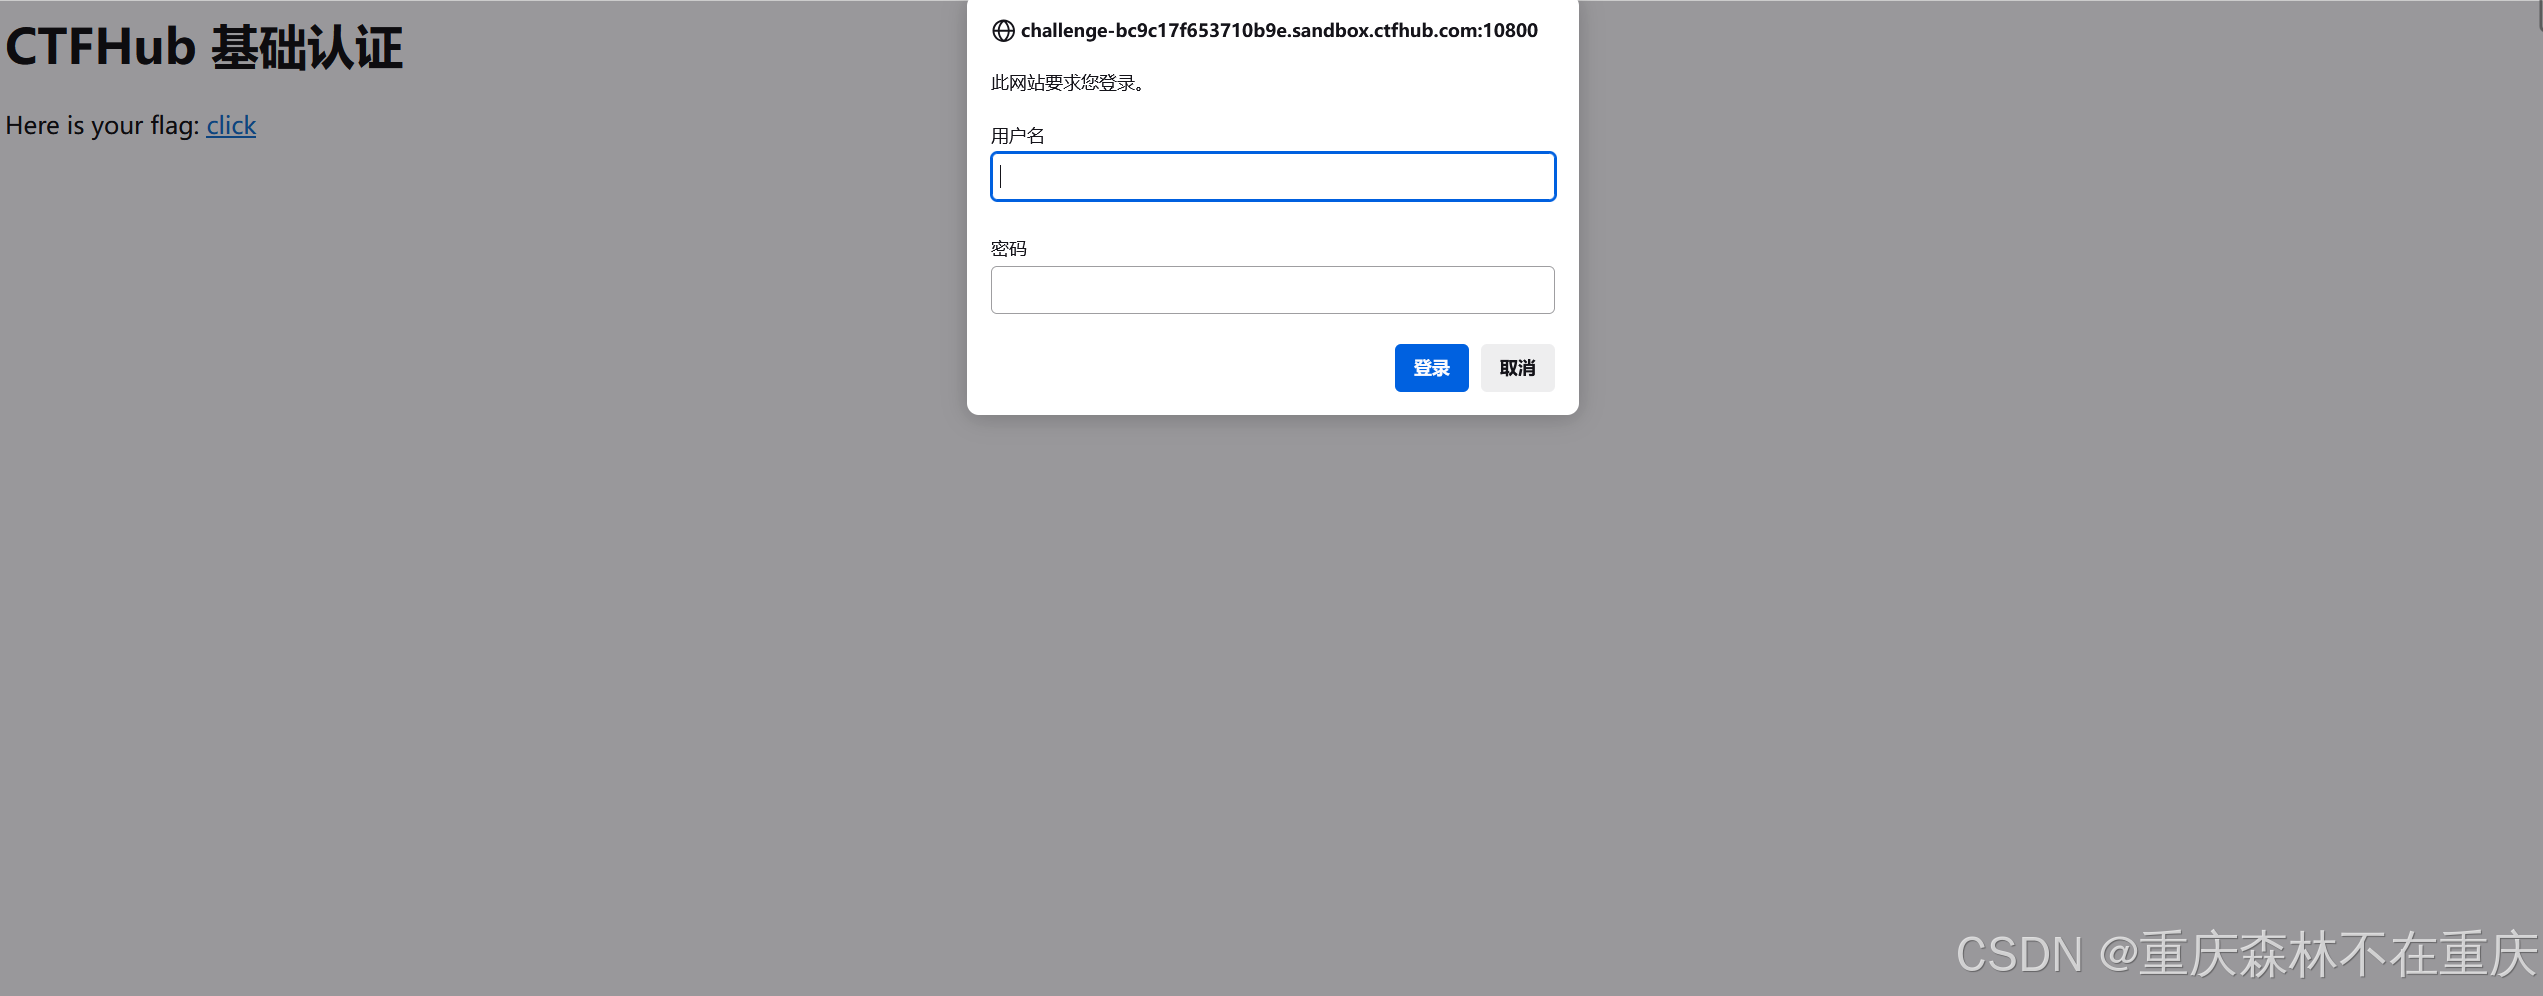 CTFHub 基础认证
Here is your flag: click
challenge-bc9c17f653710b9e.sandbox.ctfhub.com:10800
此网站要求您登录。
用户名
密码
登录 取消
CSDN @重庆森林不在重庆